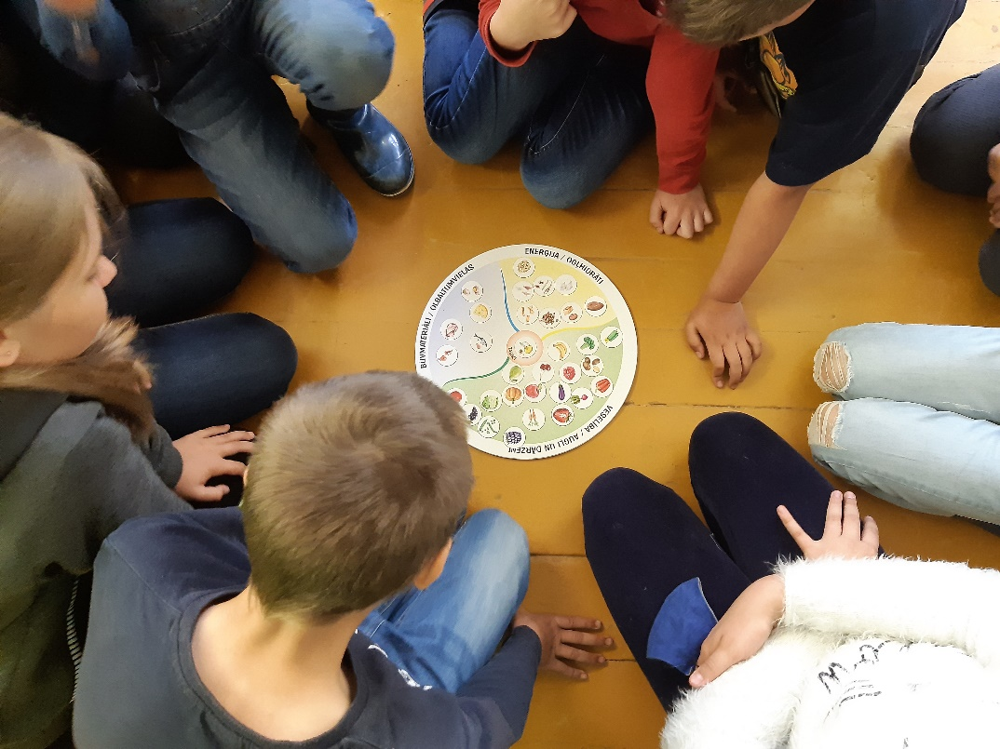 BŪVMATERIĀLI / OLBALTUMVIELAS
ENERĢIJA / OGĻHIDRĀTI
VESELĪBA / AUGĻI UN DĀRZEŅI